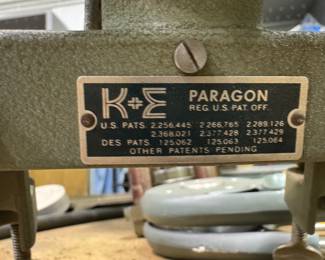 K+E PARAGON
REG. U.S. PAT. OFF.
U.S. PATS. 2.256.445 2.266.765 2.289.126
2.368.021 2.377.428 2.377.429
DES. PATS. 125.062 125.063 125.064
OTHER PATENTS PENDING